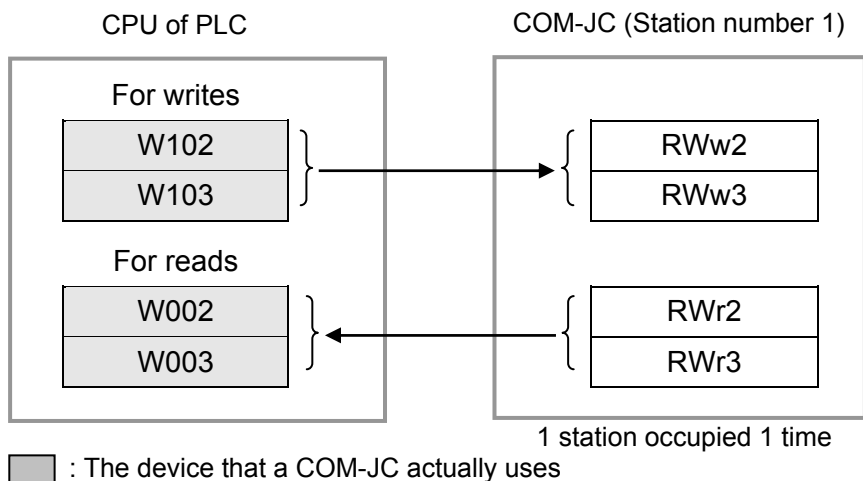 CPU of PLC
COM-JC (Station number 1)
For writes
W102
W103
RWw2
RWw3
For reads
W002
W003
RWr2
RWr3
1 station occupied 1 time
: The device that a COM-JC actually uses